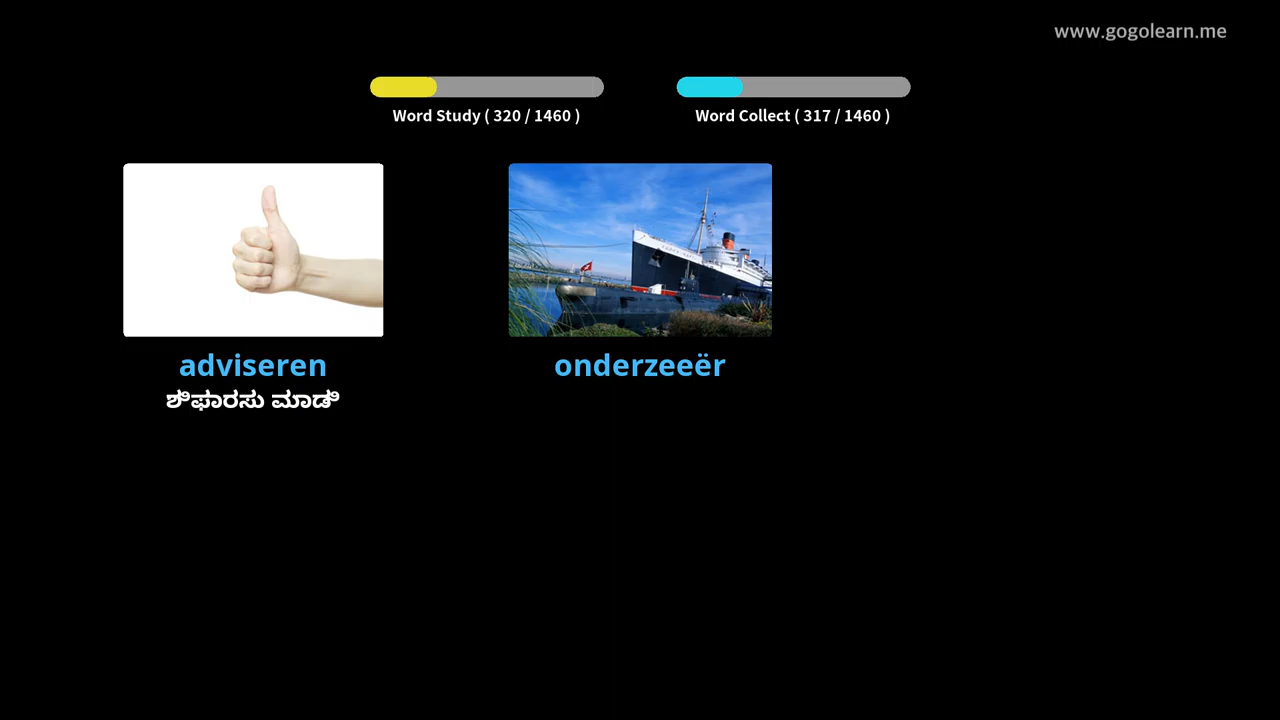 www.gogolearn.me
Word Study ( 320 / 1460 )
Word Collect ( 317 / 1460 )
adviseren
onderzeeër
ಶಿಫಾರಸು ಮಾಡಿ